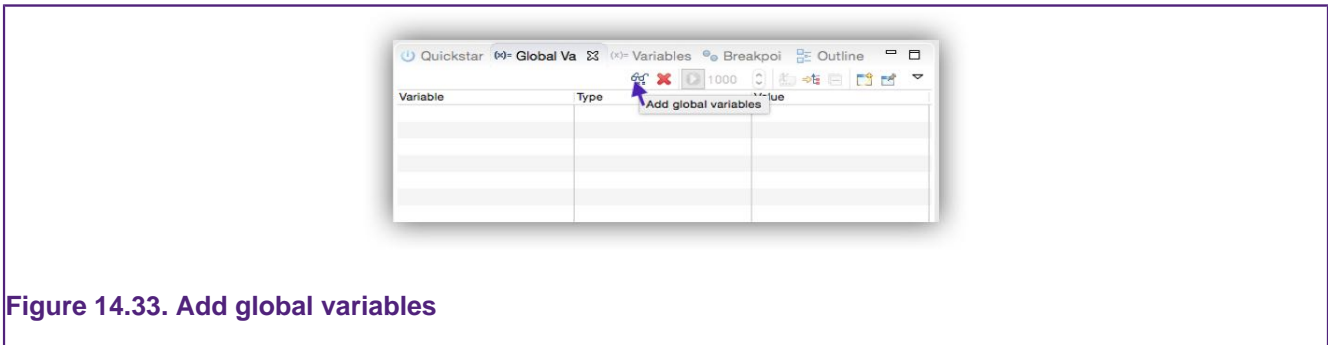 Quickstar (x)= Global Va (x)= Variables Breakpoi Outline
1000
Variable Type Value
Add global variables
Figure 14.33. Add global variables